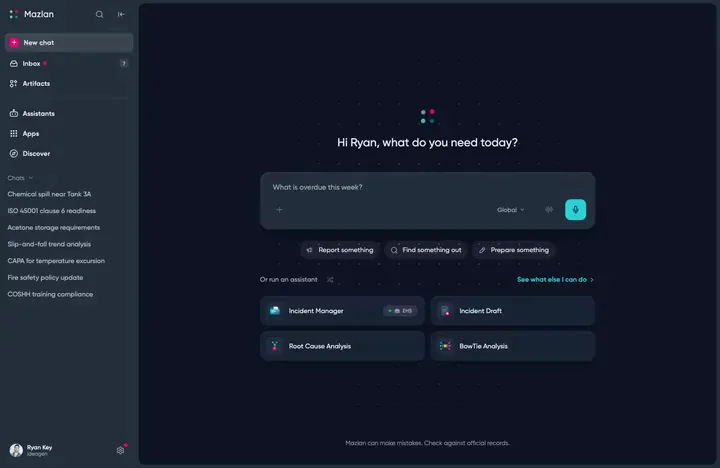 Mazlan
New chat
Inbox
7
Artifacts
Assistants
Apps
Discover
Chats
Chemical spill near Tank 3A
ISO 45001 clause 6 readiness
Acetone storage requirements
Slip-and-fall trend analysis
CAPA for temperature excursion
Fire safety policy update
COSHH training compliance
Ryan Key
Ideagen
Hi Ryan, what do you need today?
What is overdue this week?
Global
Report something
Find something out
Prepare something
Or run an assistant
See what else I can do
Incident Manager
EHS
Incident Draft
Root Cause Analysis
BowTie Analysis
Mazlan can make mistakes. Check against official records.